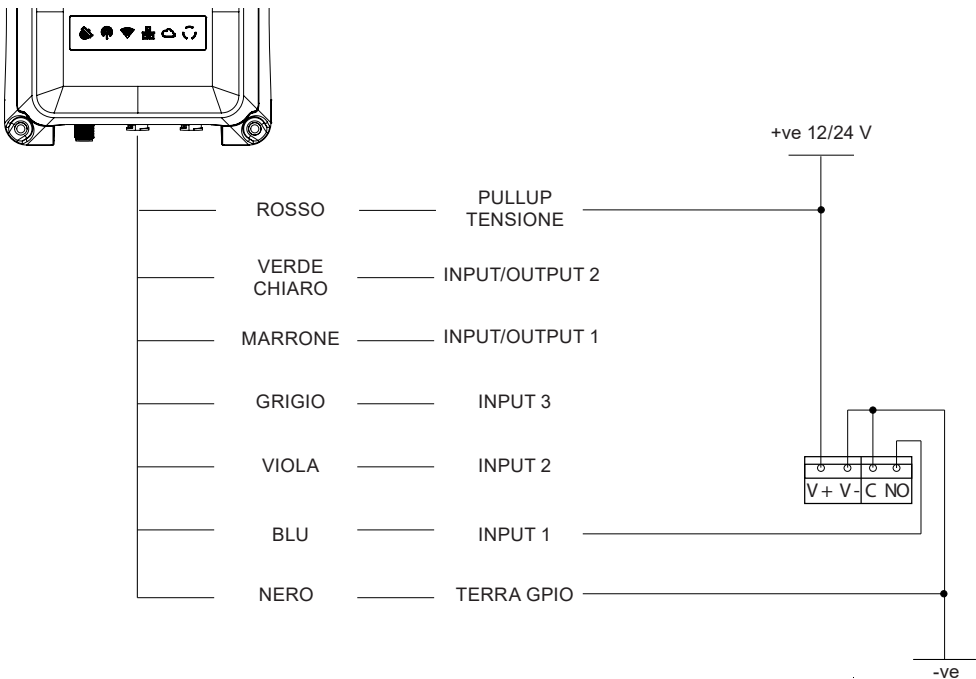 +ve 12/24 V
ROSSO PULLUP
TENSIONE
VERDE
CHIARO INPUT/OUTPUT 2
MARRONE INPUT/OUTPUT 1
GRIGIO INPUT 3
VIOLA INPUT 2
V+ V- C NO
BLU INPUT 1
NERO TERRA GPIO
-ve